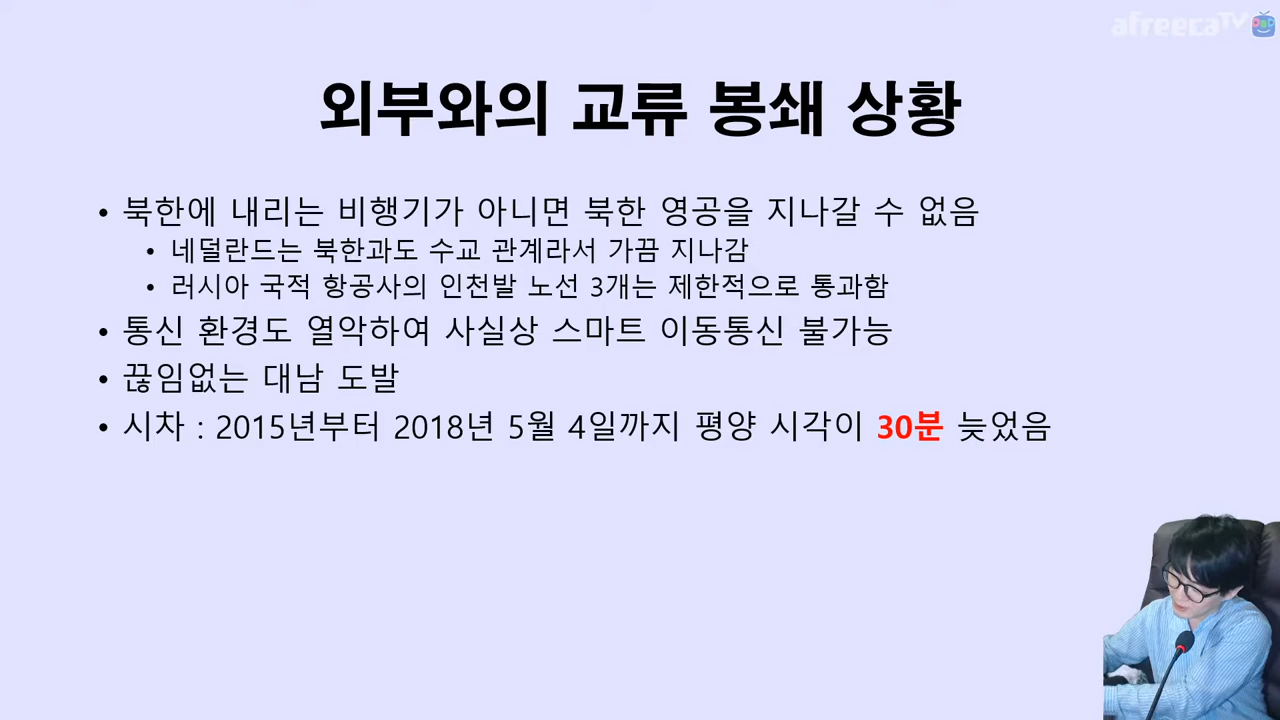 afreecaTV
외부와의 교류 봉쇄 상황
• 북한에 내리는 비행기가 아니면 북한 영공을 지나갈 수 없음
• 네덜란드는 북한과도 수교 관계라서 가끔 지나감
• 러시아 국적 항공사의 인천발 노선 3개는 제한적으로 통과함
• 통신 환경도 열악하여 사실상 스마트 이동통신 불가능
• 끊임없는 대남 도발
• 시차 : 2015년부터 2018년 5월 4일까지 평양 시각이 30분 늦었음